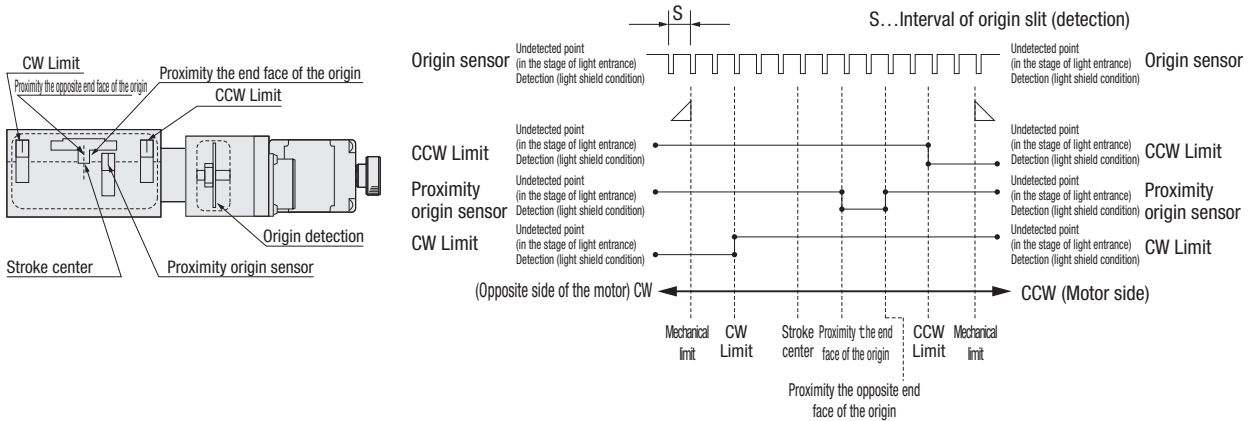 CW Limit
Proximity the opposite end face of the origin
Proximity the end face of the origin
CCW Limit
Origin detection
Stroke center
Proximity origin sensor
S
S…Interval of origin slit (detection)
Origin sensor
Undetected point
(in the stage of light entrance)
Detection (light shield condition)
Undetected point
(in the stage of light entrance)
Detection (light shield condition)
Origin sensor
CCW Limit
Undetected point
(in the stage of light entrance)
Detection (light shield condition)
Undetected point
(in the stage of light entrance)
Detection (light shield condition)
CCW Limit
Proximity
origin sensor
Undetected point
(in the stage of light entrance)
Detection (light shield condition)
Undetected point
(in the stage of light entrance)
Detection (light shield condition)
Proximity
origin sensor
CW Limit
Undetected point
(in the stage of light entrance)
Detection (light shield condition)
Undetected point
(in the stage of light entrance)
Detection (light shield condition)
CW Limit
(Opposite side of the motor) CW
CCW (Motor side)
Mechanical
limit
CW
Limit
Stroke
center
Proximity the end
face of the origin
CCW
Limit
Mechanical
limit
Proximity the opposite end
face of the origin